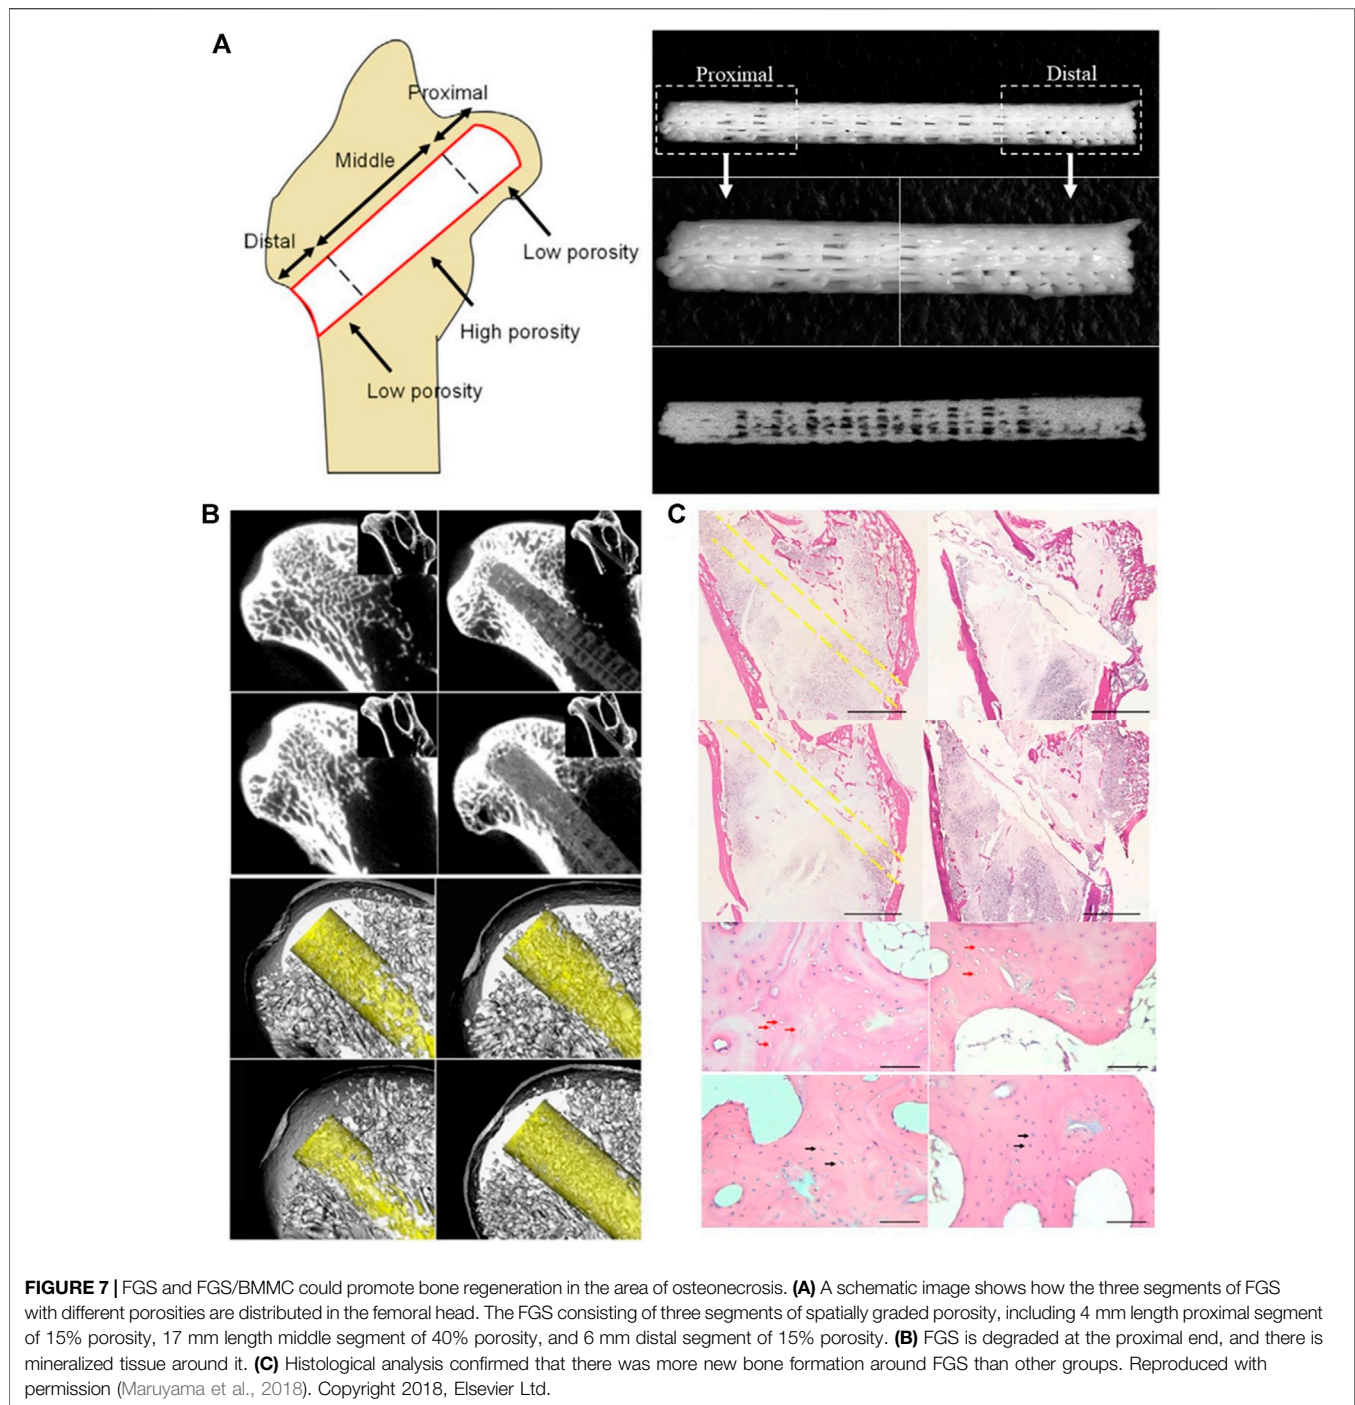 A
Proximal
Middle
Distal
Low porosity
High porosity
Low porosity
Proximal
Distal
B
C
FIGURE 7 | FGS and FGS/BMMC could promote bone regeneration in the area of osteonecrosis. (A) A schematic image shows how the three segments of FGS
with different porosities are distributed in the femoral head. The FGS consisting of three segments of spatially graded porosity, including 4 mm length proximal segment
of 15% porosity, 17 mm length middle segment of 40% porosity, and 6 mm distal segment of 15% porosity. (B) FGS is degraded at the proximal end, and there is
mineralized tissue around it. (C) Histological analysis confirmed that there was more new bone formation around FGS than other groups. Reproduced with
permission (Maruyama et al., 2018). Copyright 2018, Elsevier Ltd.